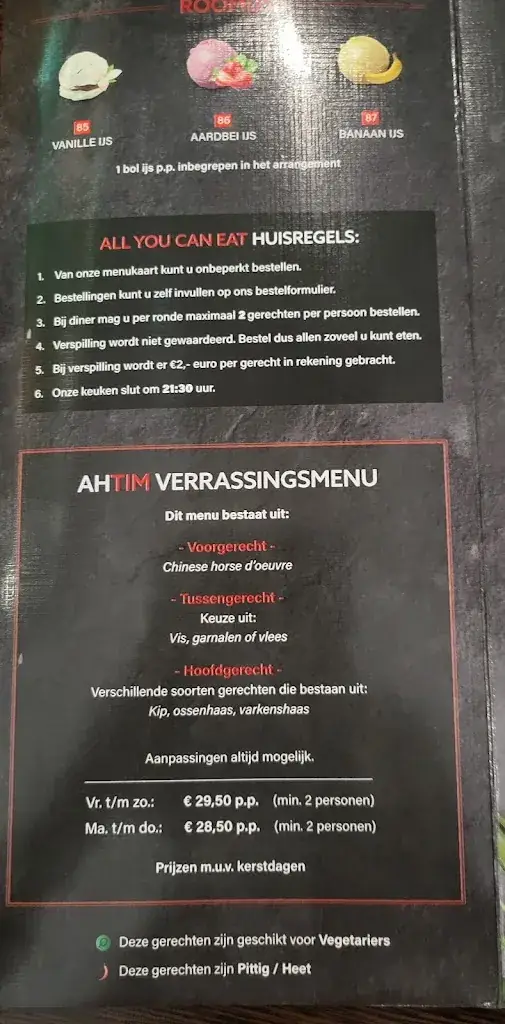 85
VANILLE IJS
86
AARDBEI IJS
87
BANAAN IJS
1 bol ijs p.p. inbegrepen in het arrangement
ALL YOU CAN EAT HUISREGELS:
1. Van onze menukaart kunt u onbeperkt bestellen.
2. Bestellingen kunt u zelf invullen op ons bestelformulier.
3. Bij diner mag u per ronde maximaal 2 gerechten per persoon bestellen.
4. Verspilling wordt niet gewaardeerd. Bestel dus allen zoveel u kunt eten.
5. Bij verspilling wordt er €2,- euro per gerecht in rekening gebracht.
6. Onze keuken slut om 21:30 uur.
AHTIM VERRASSINGSMENU
Dit menu bestaat uit:
- Voorgerecht -
Chinese horse d'oeuvre
- Tussengerecht -
Keuze uit:
Vis, garnalen of vlees
- Hoofdgerecht -
Verschillende soorten gerechten die bestaan uit:
Kip, ossenhaas, varkenshaas
Aanpassingen altijd mogelijk.
Vr. t/m zo.: € 29,50 p.p. (min. 2 personen)
Ma. t/m do.: € 28,50 p.p. (min. 2 personen)
Prijzen m.u.v. kerstdagen
Deze gerechten zijn geschikt voor Vegetariers
Deze gerechten zijn Pittig / Heet